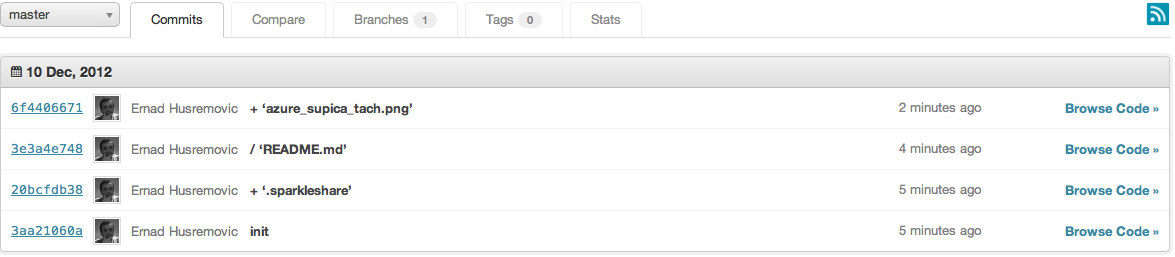 master Commits Compare Branches 1 Tags 0 Stats
10 Dec, 2012
6f4406671 Ernad Husremovic + ‘azure_supica_tach.png’ 2 minutes ago Browse Code »
3e3a4e748 Ernad Husremovic / ‘README.md’ 4 minutes ago Browse Code »
20bcfdb38 Ernad Husremovic + ‘.sparkleshare’ 5 minutes ago Browse Code »
3aa21060a Ernad Husremovic init 5 minutes ago Browse Code »